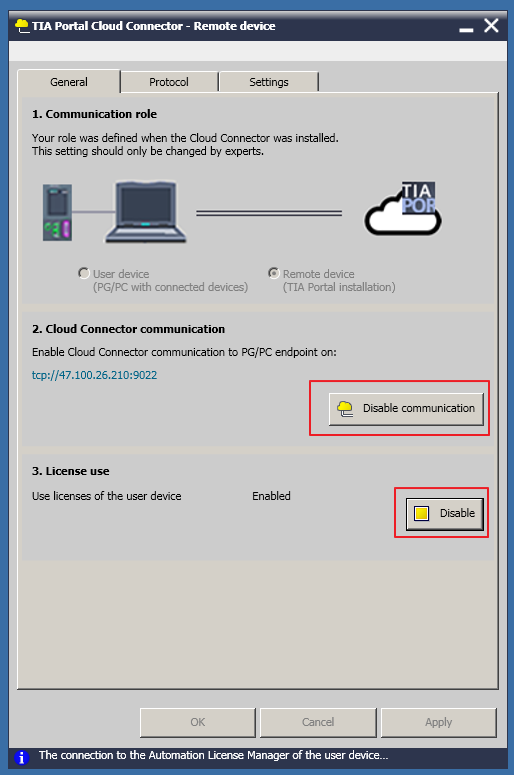 TIA Portal Cloud Connector - Remote device
General
Protocol
Settings
1. Communication role
Your role was defined when the Cloud Connector was installed.
This setting should only be changed by experts.
TIA
POR
User device
(PG/PC with connected devices)
Remote device
(TIA Portal installation)
2. Cloud Connector communication
Enable Cloud Connector communication to PG/PC endpoint on:
tcp://47.100.26.210:9022
Disable communication
3. License use
Use licenses of the user device
Enabled
Disable
OK
Cancel
Apply
The connection to the Automation License Manager of the user device...